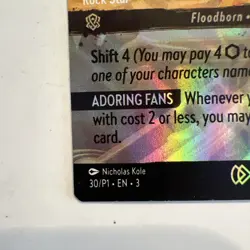 Rock Star
Floodborn
Shift 4 (You may pay 4 to
one of your characters name
ADORING FANS Whenever y
with cost 2 or less, you may
card.
Nicholas Kole
30/P1 • EN • 3